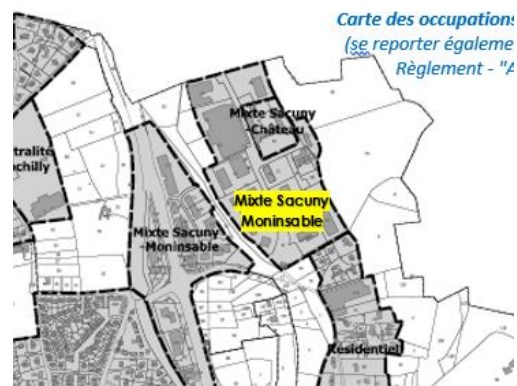 Carte des occupations
(se reporter égaleme
Règlement - "A
Mixte Sacuny
-Château
tralité
chilly
Mixte Sacuny
Moninsable
Mixte Sacuny
-Moninsable
Résidentiel